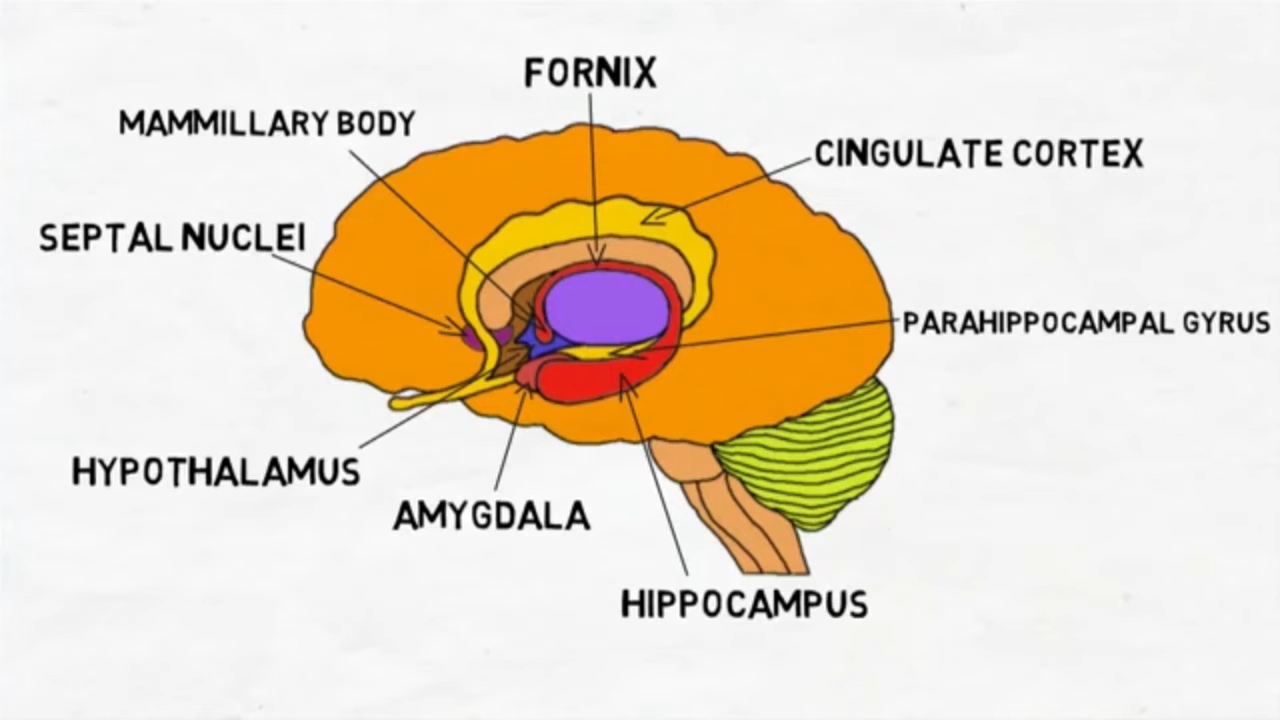 FORNIX
MAMMILLARY BODY
CINGULATE CORTEX
SEPTAL NUCLEI
PARAHIPPOCAMPAL GYRUS
HYPOTHALAMUS
AMYGDALA
HIPPOCAMPUS